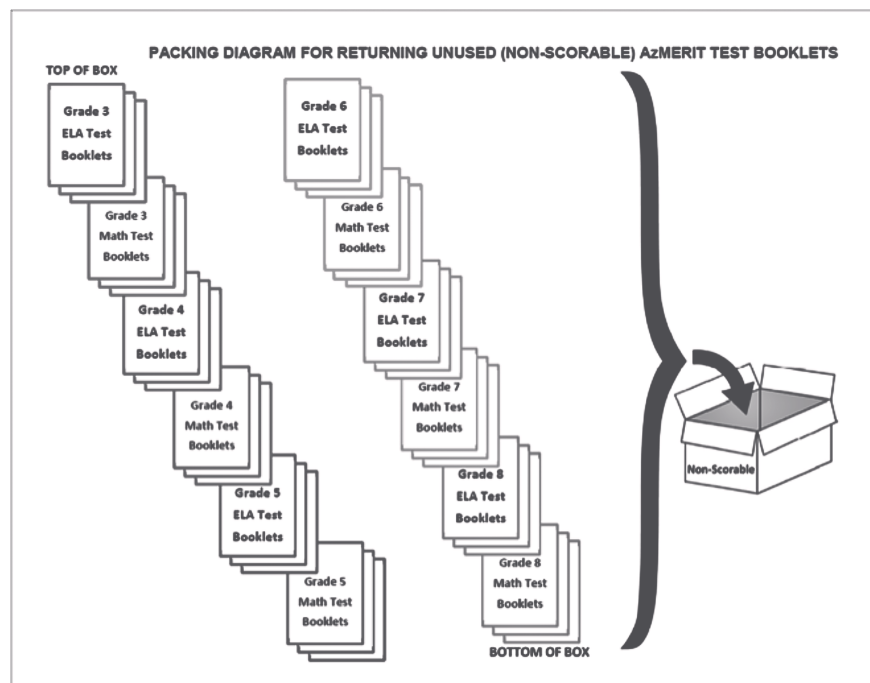 PACKING DIAGRAM FOR RETURNING UNUSED (NON-SCORABLE) AzMERIT TEST BOOKLETS
TOP OF BOX
Grade 3
ELA Test
Booklets
Grade 3
Math Test
Booklets
Grade 4
ELA Test
Booklets
Grade 4
Math Test
Booklets
Grade 5
ELA Test
Booklets
Grade 5
Math Test
Booklets
Grade 6
ELA Test
Booklets
Grade 6
Math Test
Booklets
Grade 7
ELA Test
Booklets
Grade 7
Math Test
Booklets
Grade 8
ELA Test
Booklets
Grade 8
Math Test
Booklets
BOTTOM OF BOX
Non-Scorable